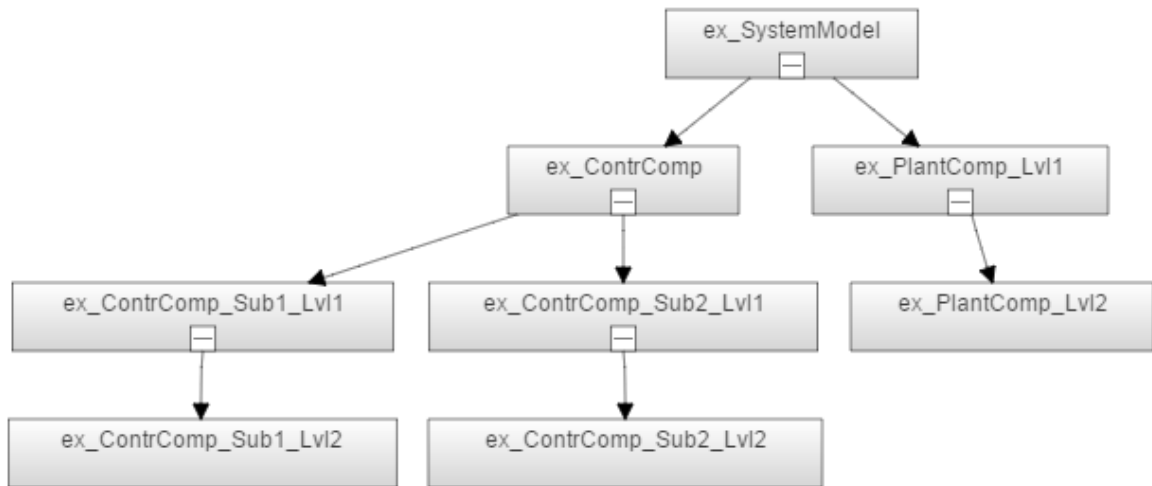 ex_SystemModel
ex_ContrComp
ex_PlantComp_Lvl1
ex_ContrComp_Sub1_Lvl1
ex_ContrComp_Sub2_Lvl1
ex_PlantComp_Lvl2
ex_ContrComp_Sub1_Lvl2
ex_ContrComp_Sub2_Lvl2